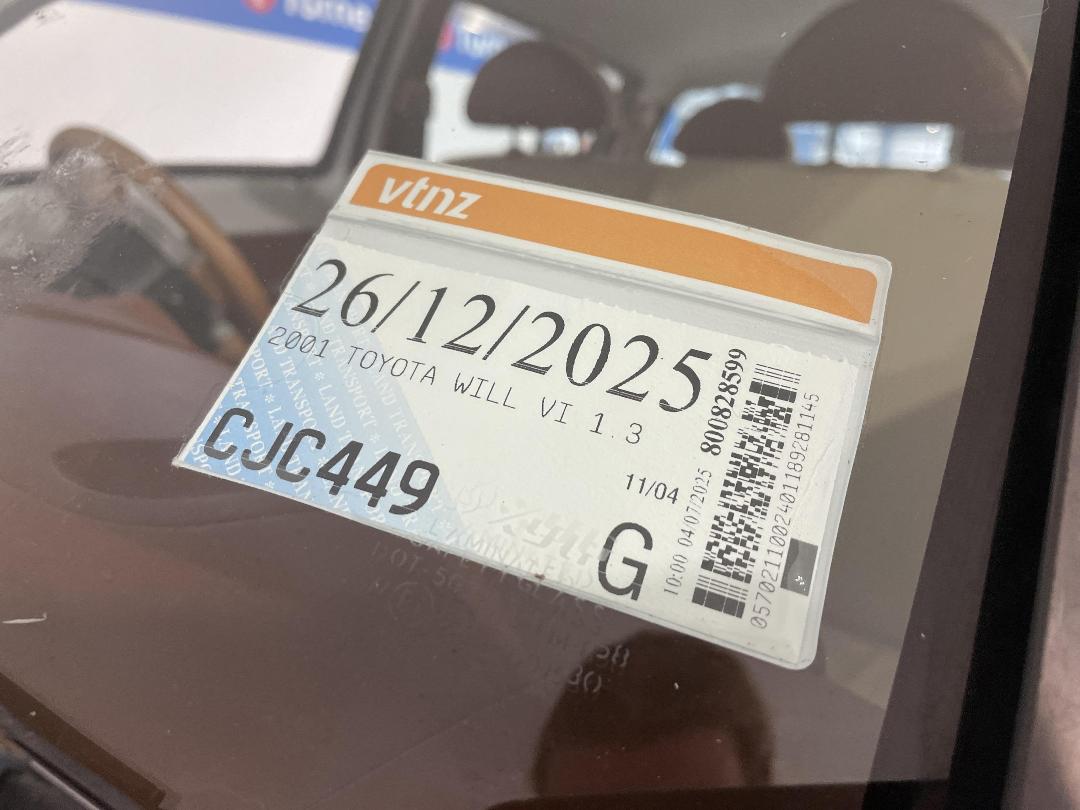 vtnz
26/12/2025
2001 TOYOTA WILL VI 1.3
CJC449
11/04
G
10:00 04/07/2025 800828599
05702110024011892811​45